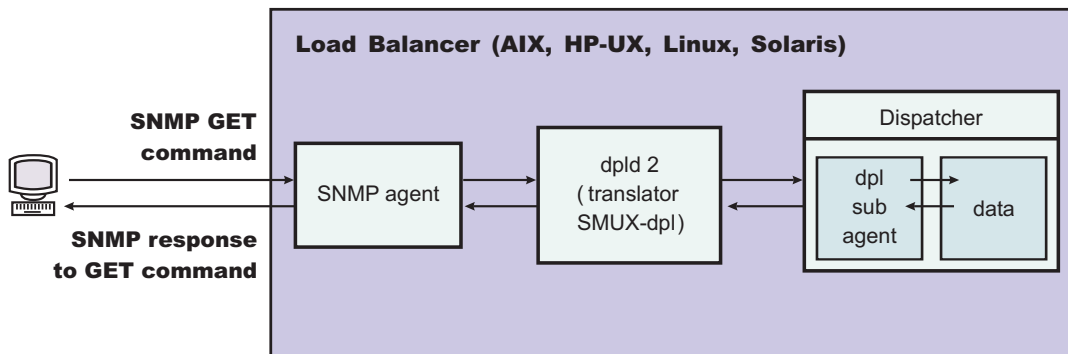 Load Balancer (AIX, HP-UX, Linux, Solaris)
SNMP GET
command
SNMP response
to GET command
SNMP agent
dpld 2
(translator
SMUX-dpl)
Dispatcher
dpl
sub
agent
data